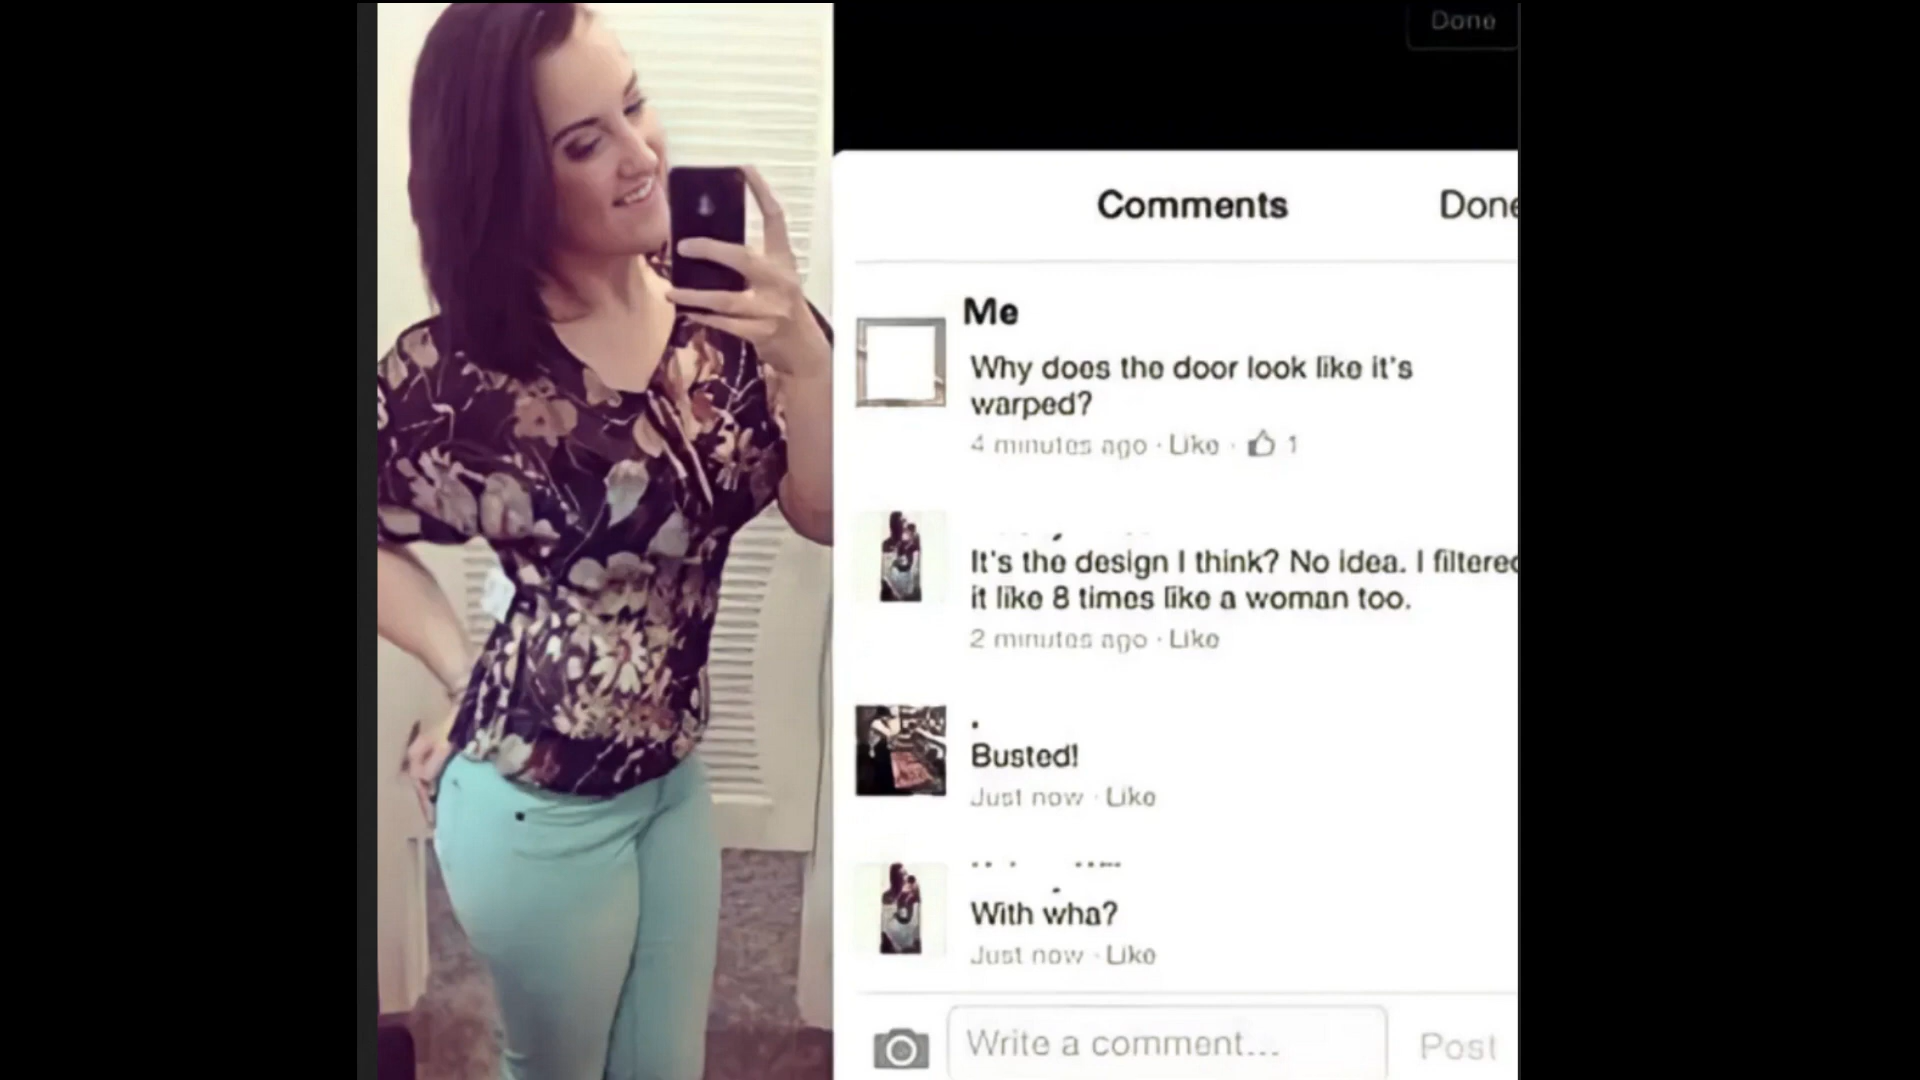 Done
Comments Done
Me
Why does the door look like it's
warped?
4 minutes ago · Like · 1
It's the design I think? No idea. I filtered
it like 8 times like a woman too.
2 minutes ago · Like
Busted!
Just now · Like
With wha?
Just now · Like
Write a comment... Post